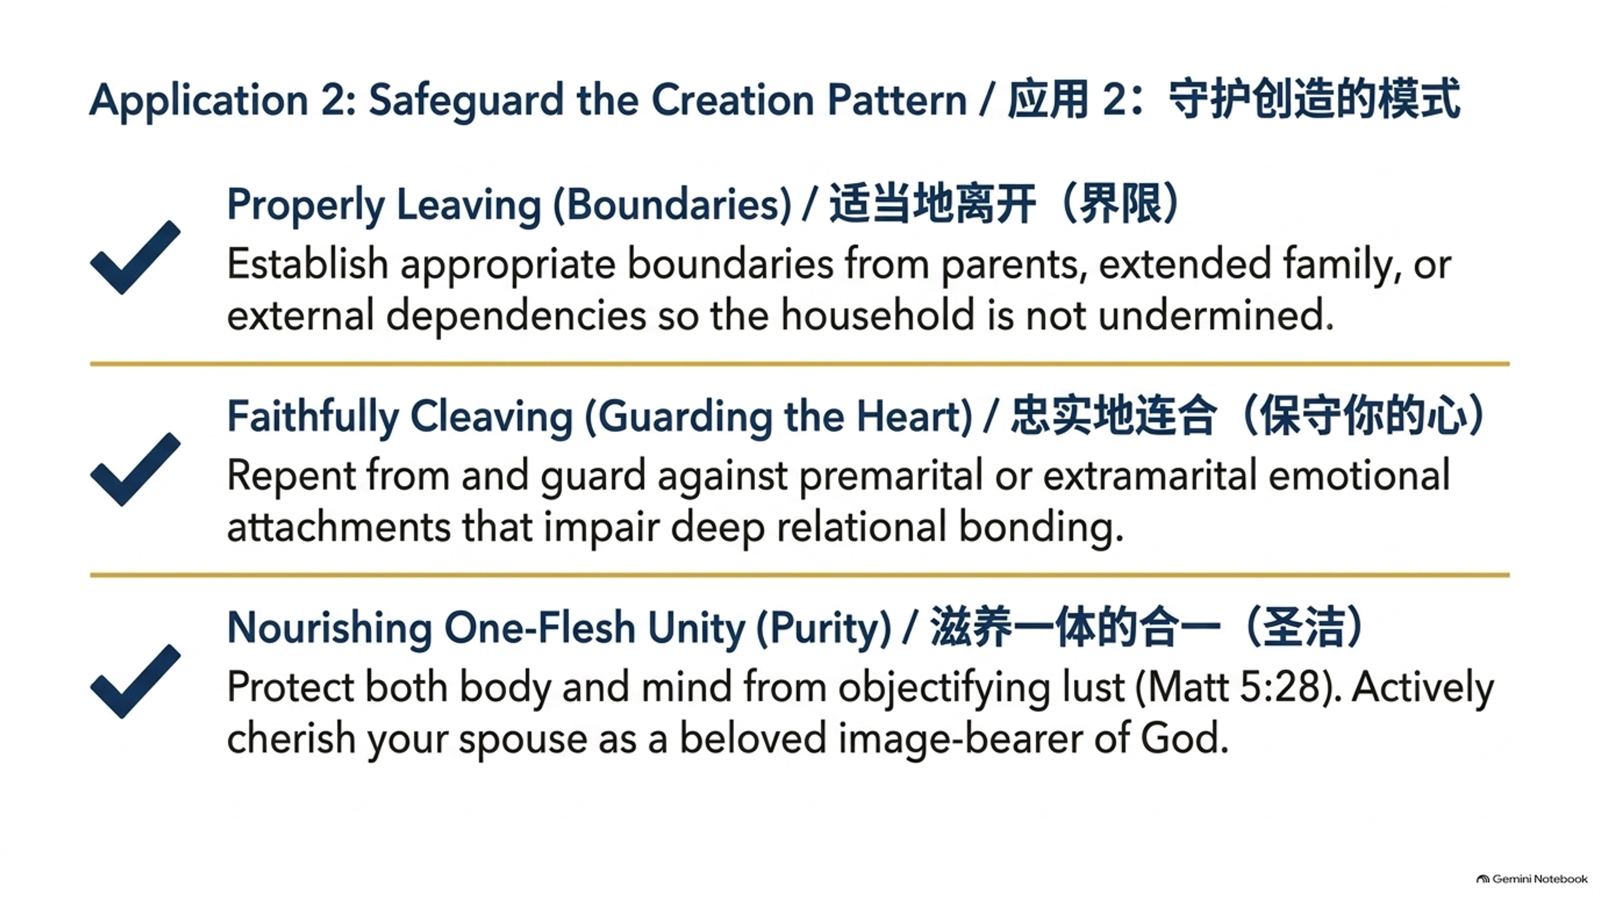 Application 2: Safeguard the Creation Pattern / 应用 2：守护创造的模式
Properly Leaving (Boundaries) / 适当地离开（界限）
Establish appropriate boundaries from parents, extended family, or
external dependencies so the household is not undermined.
Faithfully Cleaving (Guarding the Heart) / 忠实地连合（保守你的心）
Repent from and guard against premarital or extramarital emotional
attachments that impair deep relational bonding.
Nourishing One-Flesh Unity (Purity) / 滋养一体的合一（圣洁）
Protect both body and mind from objectifying lust (Matt 5:28). Actively
cherish your spouse as a beloved image-bearer of God.
Gemini Notebook